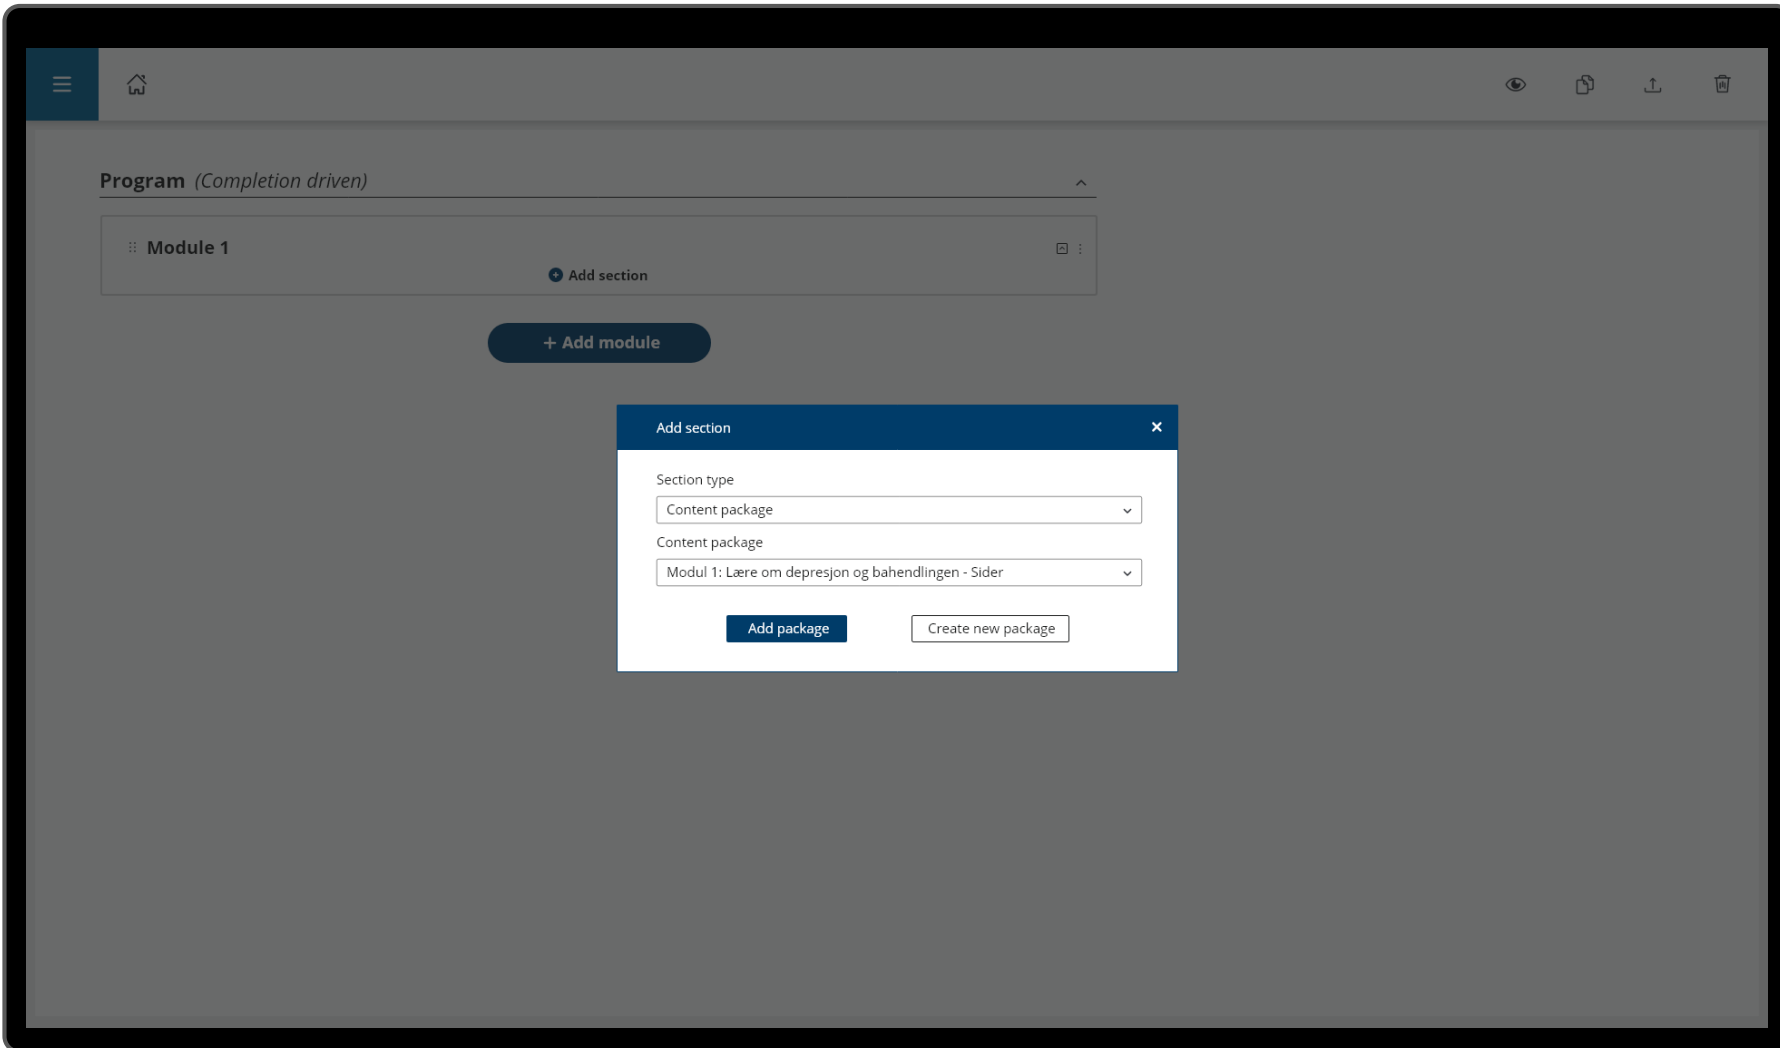 Program (Completion driven)
Module 1
Add section
+ Add module
Add section
Section type
Content package
Content package
Modul 1: Lære om depresjon og bahendlingen - Sider
Add package
Create new package